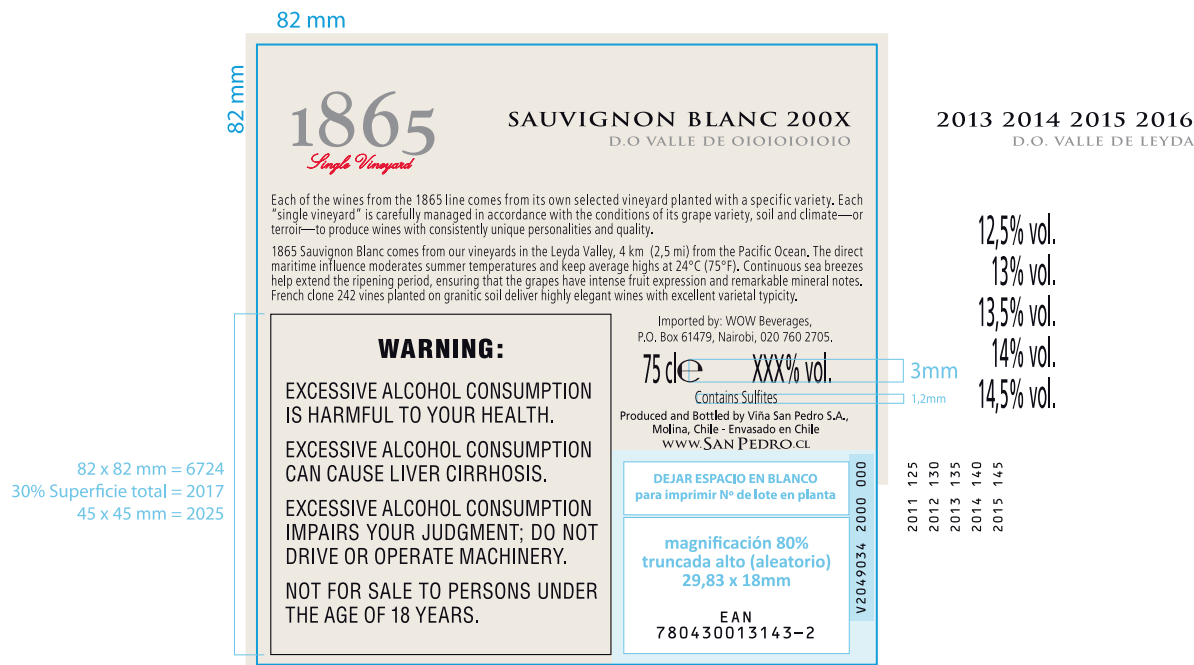 82 mm
82 mm
1865
Single Vineyard
SAUVIGNON BLANC 200X
D.O VALLE DE OIOIOIOIOIO
2013 2014 2015 2016
D.O. VALLE DE LEYDA
Each of the wines from the 1865 line comes from its own selected vineyard planted with a specific variety. Each
“single vineyard” is carefully managed in accordance with the conditions of its grape variety, soil and climate—or
terroir—to produce wines with consistently unique personalities and quality.
1865 Sauvignon Blanc comes from our vineyards in the Leyda Valley, 4 km (2,5 mi) from the Pacific Ocean. The direct
maritime influence moderates summer temperatures and keep average highs at 24°C (75°F). Continuous sea breezes
help extend the ripening period, ensuring that the grapes have intense fruit expression and remarkable mineral notes.
French clone 242 vines planted on granitic soil deliver highly elegant wines with excellent varietal typicity.
12,5% vol.
13% vol.
13,5% vol.
14% vol.
14,5% vol.
WARNING:
EXCESSIVE ALCOHOL CONSUMPTION
IS HARMFUL TO YOUR HEALTH.
EXCESSIVE ALCOHOL CONSUMPTION
CAN CAUSE LIVER CIRRHOSIS.
EXCESSIVE ALCOHOL CONSUMPTION
IMPAIRS YOUR JUDGMENT; DO NOT
DRIVE OR OPERATE MACHINERY.
NOT FOR SALE TO PERSONS UNDER
THE AGE OF 18 YEARS.
82 x 82 mm = 6724
30% Superficie total = 2017
45 x 45 mm = 2025
Imported by: WOW Beverages,
P.O. Box 61479, Nairobi, 020 760 2705.
75 cl ℮ XXX% vol.
3mm
Contains Sulfites
1,2mm
Produced and Bottled by Viña San Pedro S.A.,
Molina, Chile - Envasado en Chile
WWW.SAN PEDRO.CL
DEJAR ESPACIO EN BLANCO
para imprimir Nº de lote en planta
magnificación 80%
truncada alto (aleatorio)
29,83 x 18mm
EAN
780430013143-2
V2049034 2000 000
2011 125
2012 130
2013 135
2014 140
2015 145